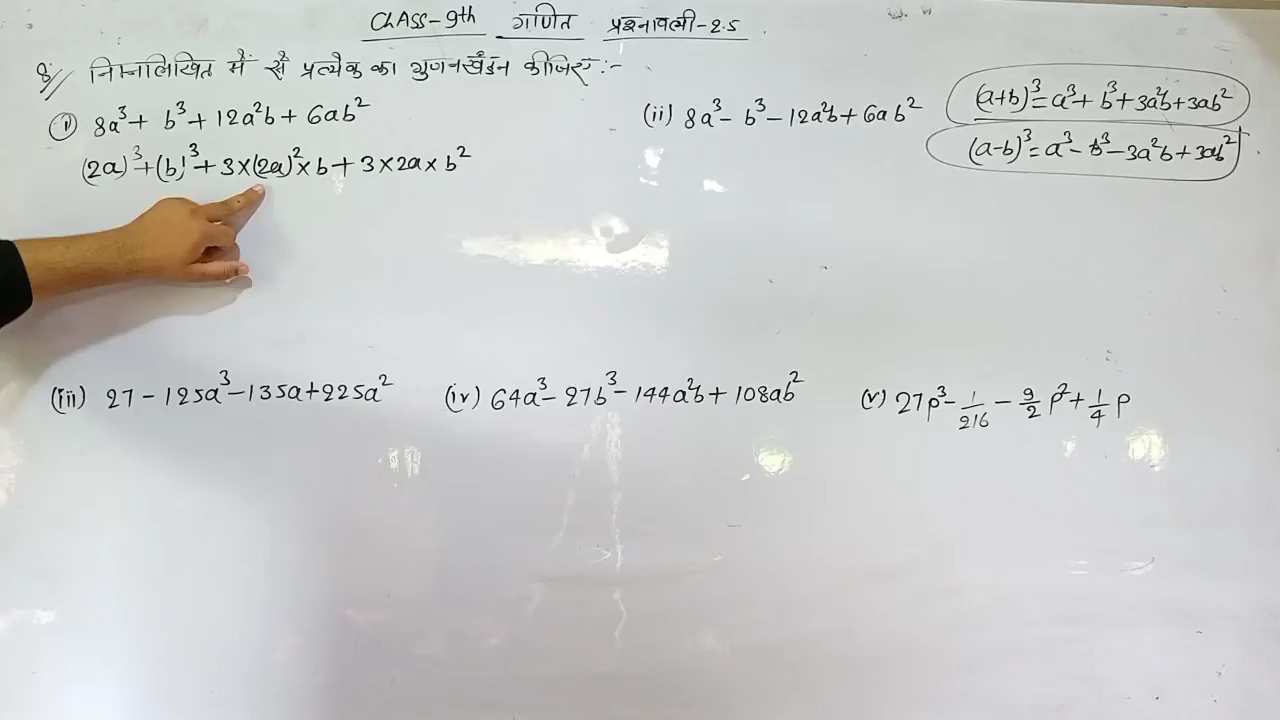 CLASS-9th गणित प्रश्नावली-2.5
8// निम्नलिखित में से प्रत्येक का गुणनखंडन कीजिए:-
(i) 8a³ + b³ + 12a²b + 6ab²
(2a)³ + (b)³ + 3×(2a)²×b + 3×2a×b²
(ii) 8a³ - b³ - 12a²b + 6ab²
(a+b)³ = a³ + b³ + 3a²b + 3ab²
(a-b)³ = a³ - b³ - 3a²b + 3ab²
(iii) 27 - 125a³ - 135a + 225a²
(iv) 64a³ - 27b³ - 144a²b + 108ab²
(v) 27p³ - 1/216 - 9/2 p² + 1/4 p